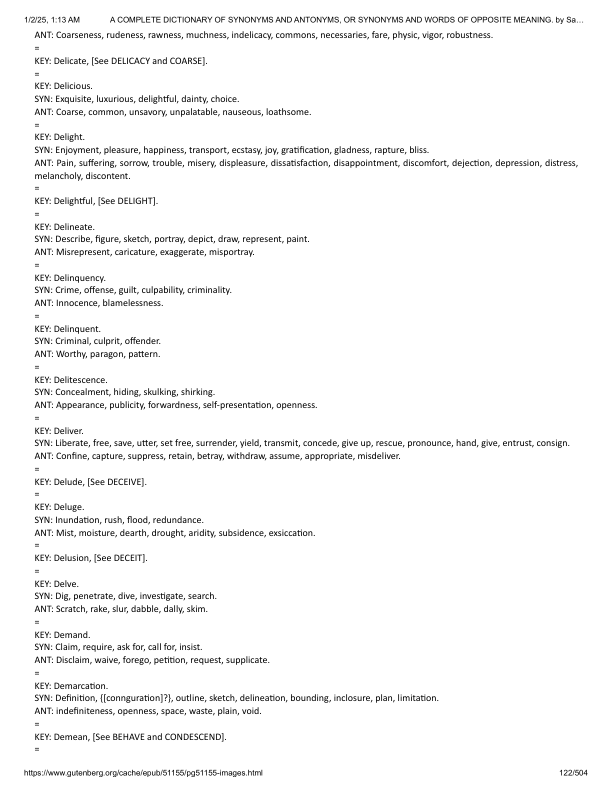 1/2/25, 1:13 AM A COMPLETE DICTIONARY OF SYNONYMS AND ANTONYMS, OR SYNONYMS AND WORDS OF OPPOSITE MEANING. by Sa…
ANT: Coarseness, rudeness, rawness, muchness, indelicacy, commons, necessaries, fare, physic, vigor, robustness.
=
KEY: Delicate, [See DELICACY and COARSE].
=
KEY: Delicious.
SYN: Exquisite, luxurious, delightful, dainty, choice.
ANT: Coarse, common, unsavory, unpalatable, nauseous, loathsome.
=
KEY: Delight.
SYN: Enjoyment, pleasure, happiness, transport, ecstasy, joy, gratification, gladness, rapture, bliss.
ANT: Pain, suffering, sorrow, trouble, misery, displeasure, dissatisfaction, disappointment, discomfort, dejection, depression, distress,
melancholy, discontent.
=
KEY: Delightful, [See DELIGHT].
=
KEY: Delineate.
SYN: Describe, figure, sketch, portray, depict, draw, represent, paint.
ANT: Misrepresent, caricature, exaggerate, misportray.
=
KEY: Delinquency.
SYN: Crime, offense, guilt, culpability, criminality.
ANT: Innocence, blamelessness.
=
KEY: Delinquent.
SYN: Criminal, culprit, offender.
ANT: Worthy, paragon, pattern.
=
KEY: Delitescence.
SYN: Concealment, hiding, skulking, shirking.
ANT: Appearance, publicity, forwardness, self-presentation, openness.
=
KEY: Deliver.
SYN: Liberate, free, save, utter, set free, surrender, yield, transmit, concede, give up, rescue, pronounce, hand, give, entrust, consign.
ANT: Confine, capture, suppress, retain, betray, withdraw, assume, appropriate, misdeliver.
=
KEY: Delude, [See DECEIVE].
=
KEY: Deluge.
SYN: Inundation, rush, flood, redundance.
ANT: Mist, moisture, dearth, drought, aridity, subsidence, exsiccation.
=
KEY: Delusion, [See DECEIT].
=
KEY: Delve.
SYN: Dig, penetrate, dive, investigate, search.
ANT: Scratch, rake, slur, dabble, dally, skim.
=
KEY: Demand.
SYN: Claim, require, ask for, call for, insist.
ANT: Disclaim, waive, forego, petition, request, supplicate.
=
KEY: Demarcation.
SYN: Definition, {[connguration]?}, outline, sketch, delineation, bounding, inclosure, plan, limitation.
ANT: indefiniteness, openness, space, waste, plain, void.
=
KEY: Demean, [See BEHAVE and CONDESCEND].
=
https://www.gutenberg.org/cache/epub/51155/pg51155-images.html 122/504